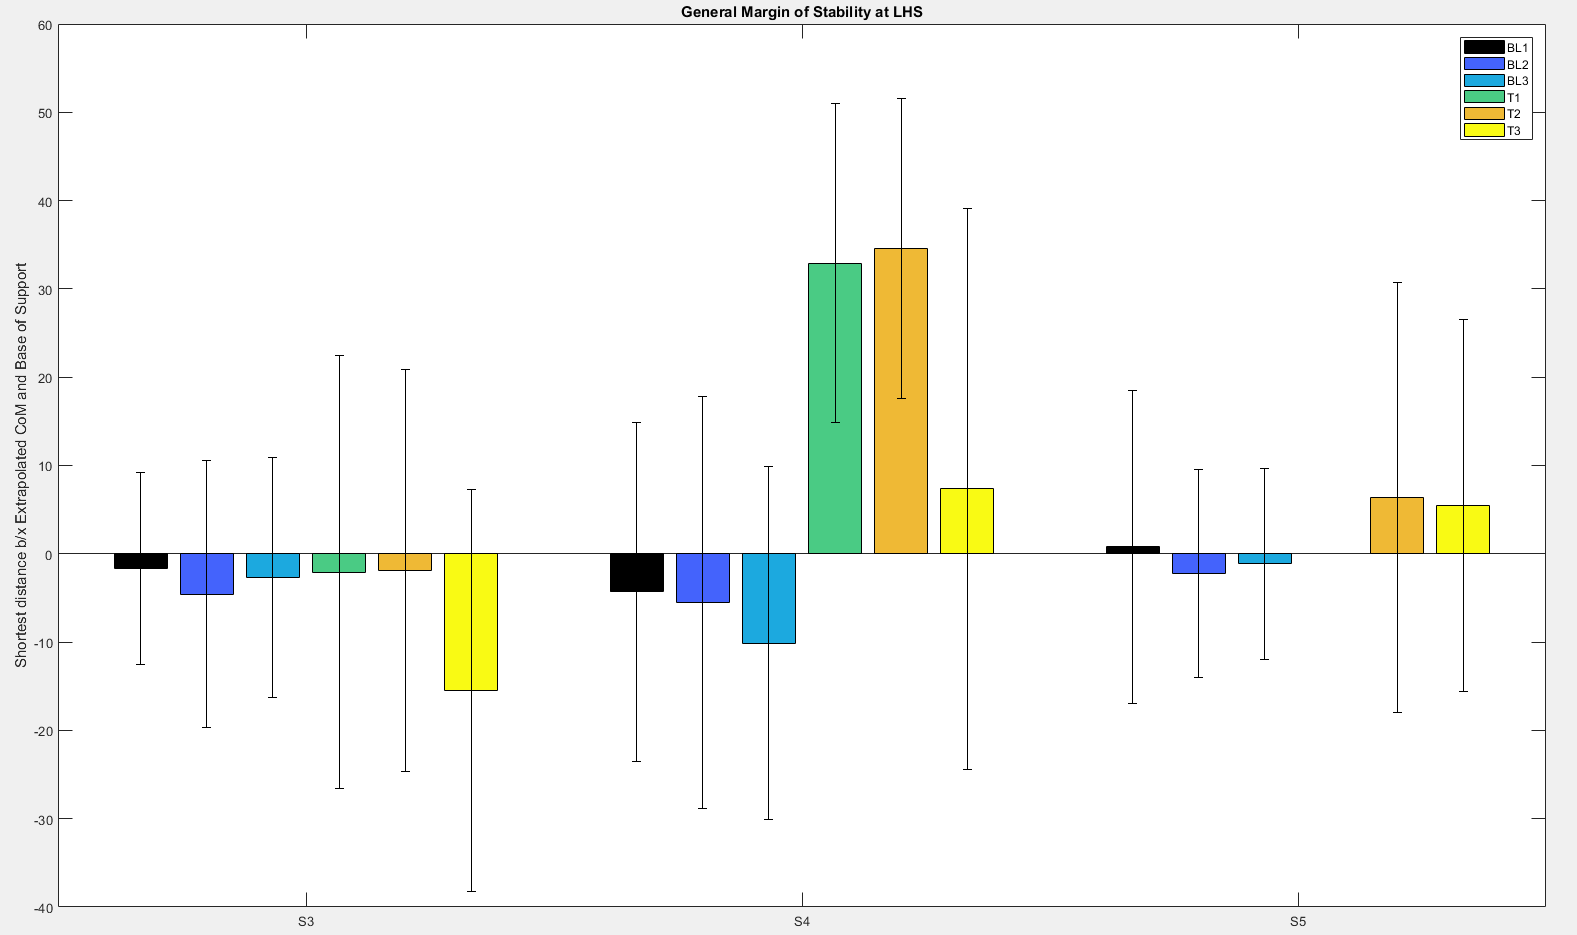 General Margin of Stability at LHS
60
50
40
30
20
10
0
-10
-20
-30
-40
Shortest distance b/x Extrapolated CoM and Base of Support
S3
S4
S5
BL1
BL2
BL3
T1
T2
T3